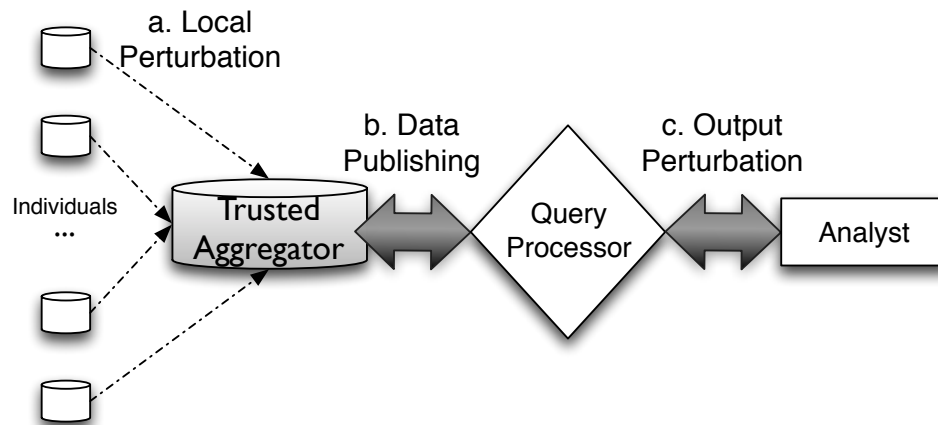 a. Local
Perturbation
b. Data
Publishing
c. Output
Perturbation
Individuals
...
Trusted
Aggregator
Query
Processor
Analyst